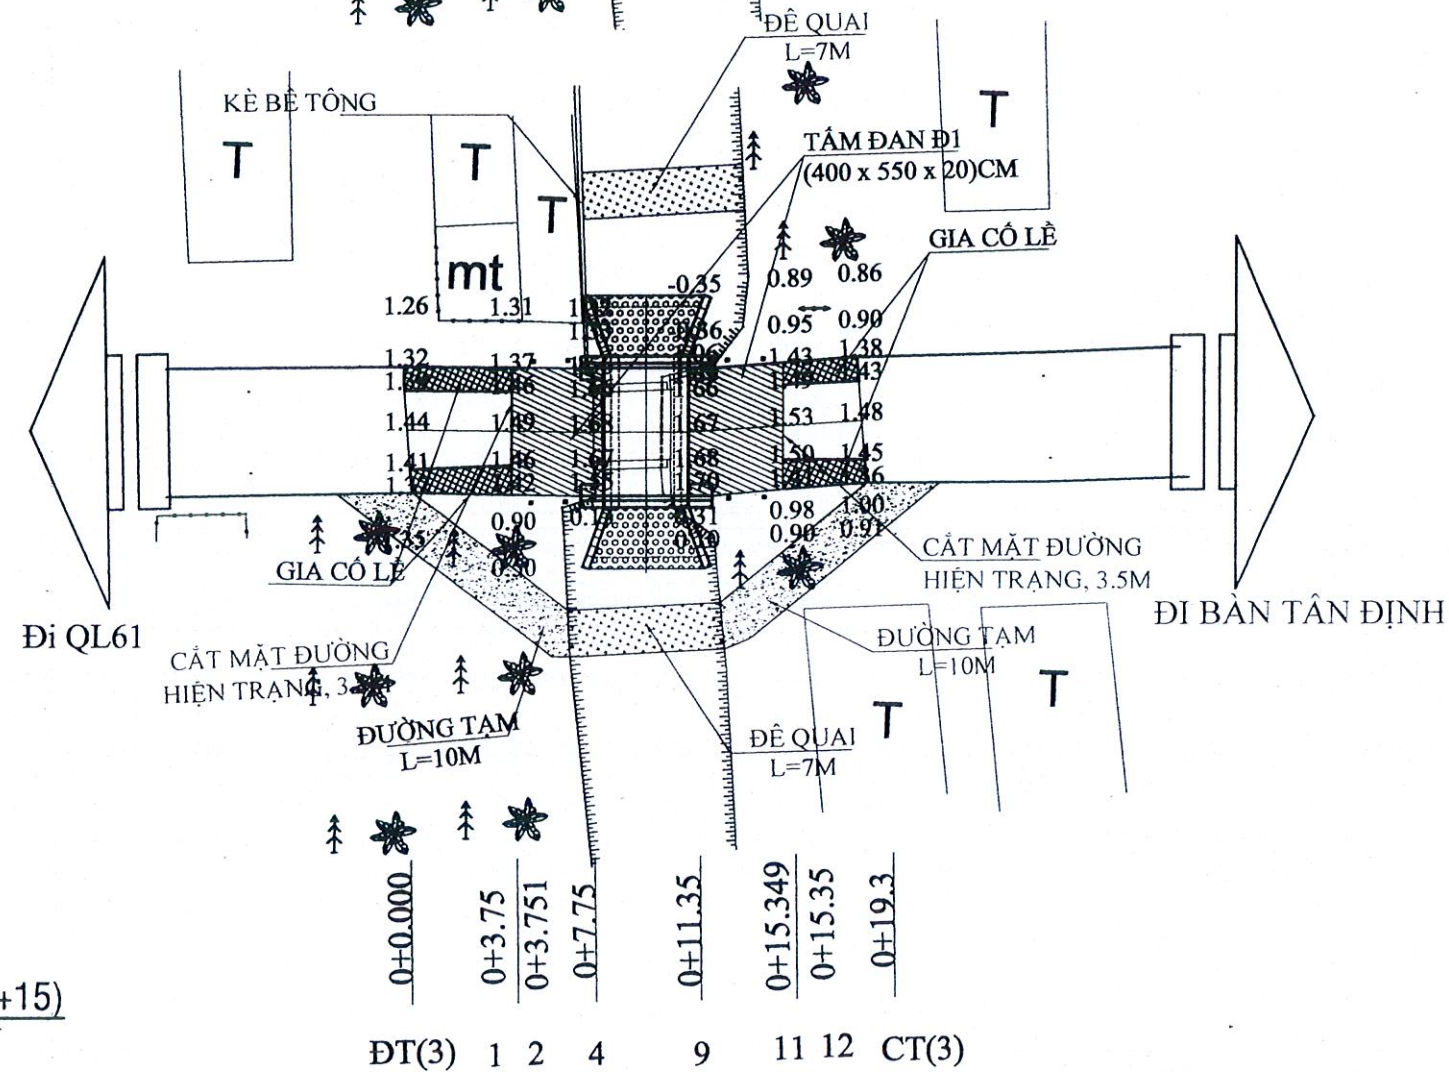 ĐÊ QUAI
L=7M
KÈ BÊ TÔNG
T
T
T
T
mt
TẤM ĐAN Đ1
(400 x 550 x 20)CM
GIA CỐ LỀ
-0.35
0.89
0.86
1.26
1.31
0.95
0.90
1.32
1.37
1.43
1.38
1.43
1.44
1.49
1.68
1.67
1.53
1.48
1.41
1.46
1.67
1.68
1.50
1.45
0.90
0.98
1.00
0.90
0.91
GIA CỐ LỀ
CẮT MẶT ĐƯỜNG
HIỆN TRẠNG, 3.5M
Đi QL61
ĐI BÀN TÂN ĐỊNH
CẮT MẶT ĐƯỜNG
HIỆN TRẠNG,
ĐƯỜNG TẠM
L=10M
T
T
ĐƯỜNG TẠM
L=10M
ĐÊ QUAI
L=7M
0+0.000
0+3.75
0+3.751
0+7.75
0+11.35
0+15.349
0+15.35
0+19.3
+15)
ĐT(3) 1 2 4 9 11 12 CT(3)